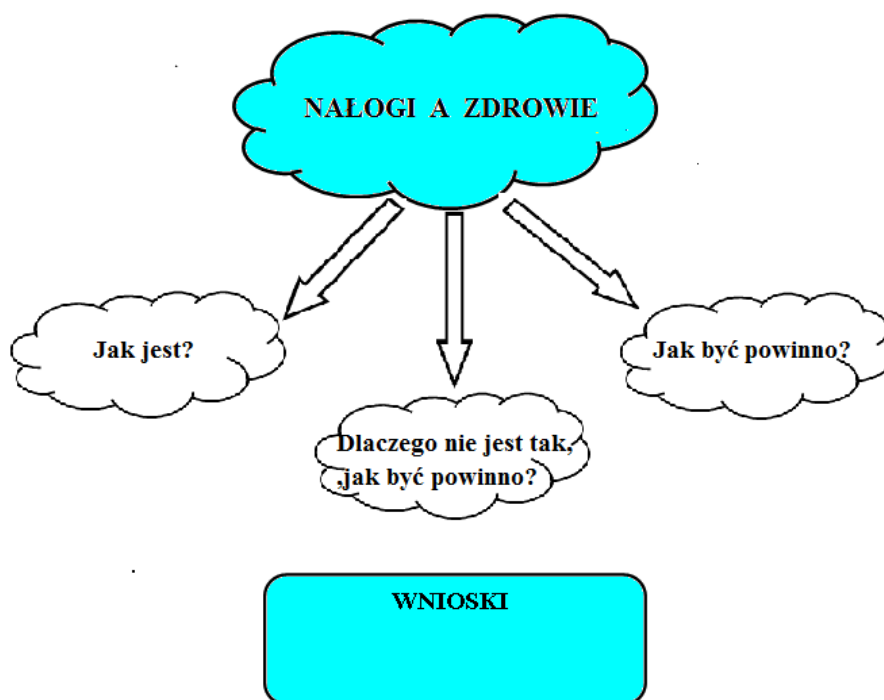 NAŁOGI A ZDROWIE
Jak jest?
Jak być powinno?
Dlaczego nie jest tak,
,jak być powinno?
WNIOSKI